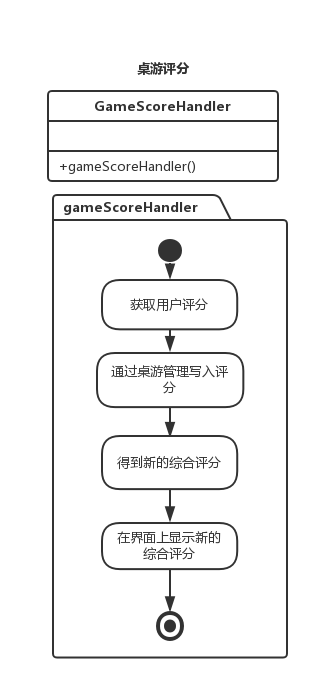 桌游评分
GameScoreHandler
+gameScoreHandler()
gameScoreHandler
获取用户评分
通过桌游管理写入评
分
得到新的综合评分
在界面上显示新的
综合评分